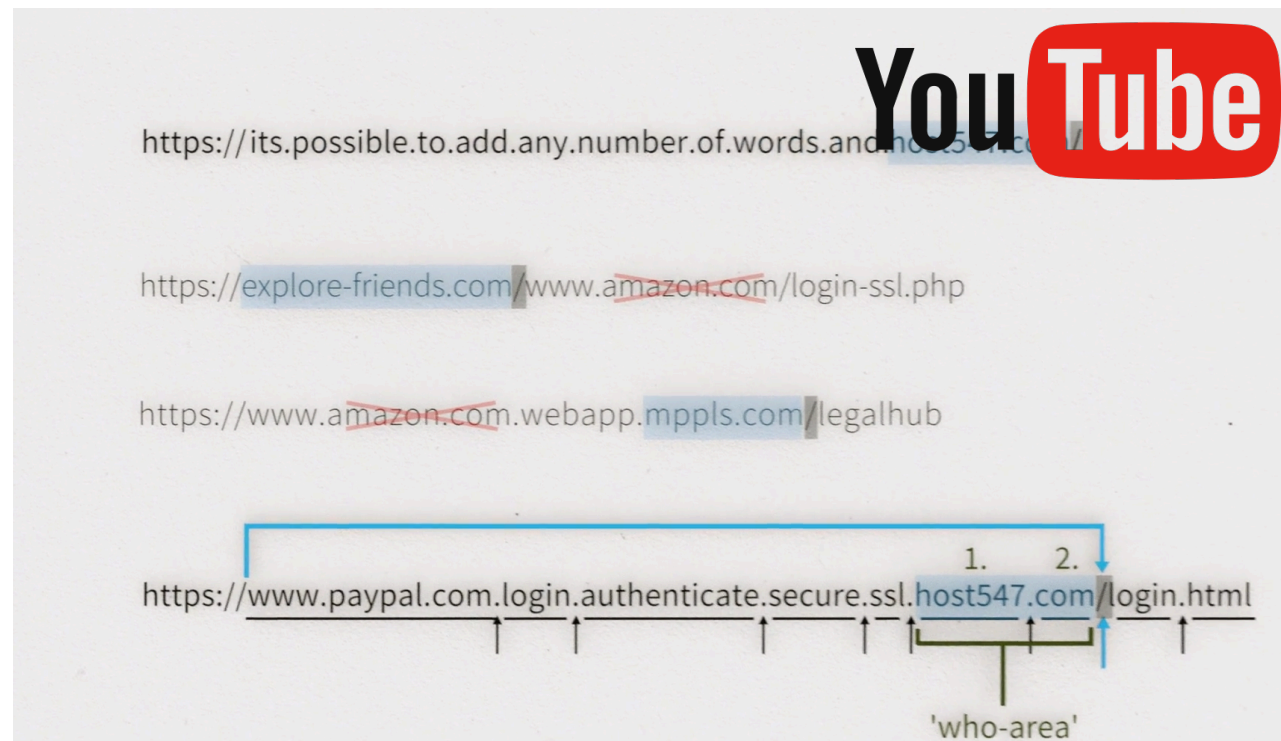 YouTube
https://its.possible.to.add.any.number.of.words.and.host547.com/
https://explore-friends.com/www.amazon.com/login-ssl.php
https://www.amazon.com.webapp.mppls.com/legalhub
1. 2.
https://www.paypal.com.login.authenticate.secure.ssl.host547.com/login.html
'who-area'